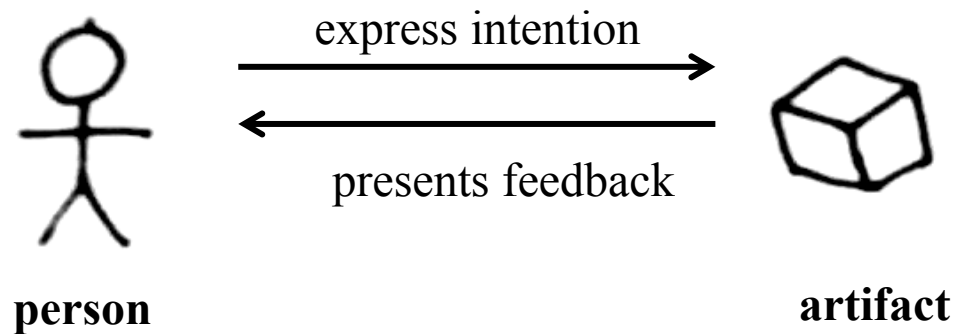 express intention
presents feedback
person
artifact